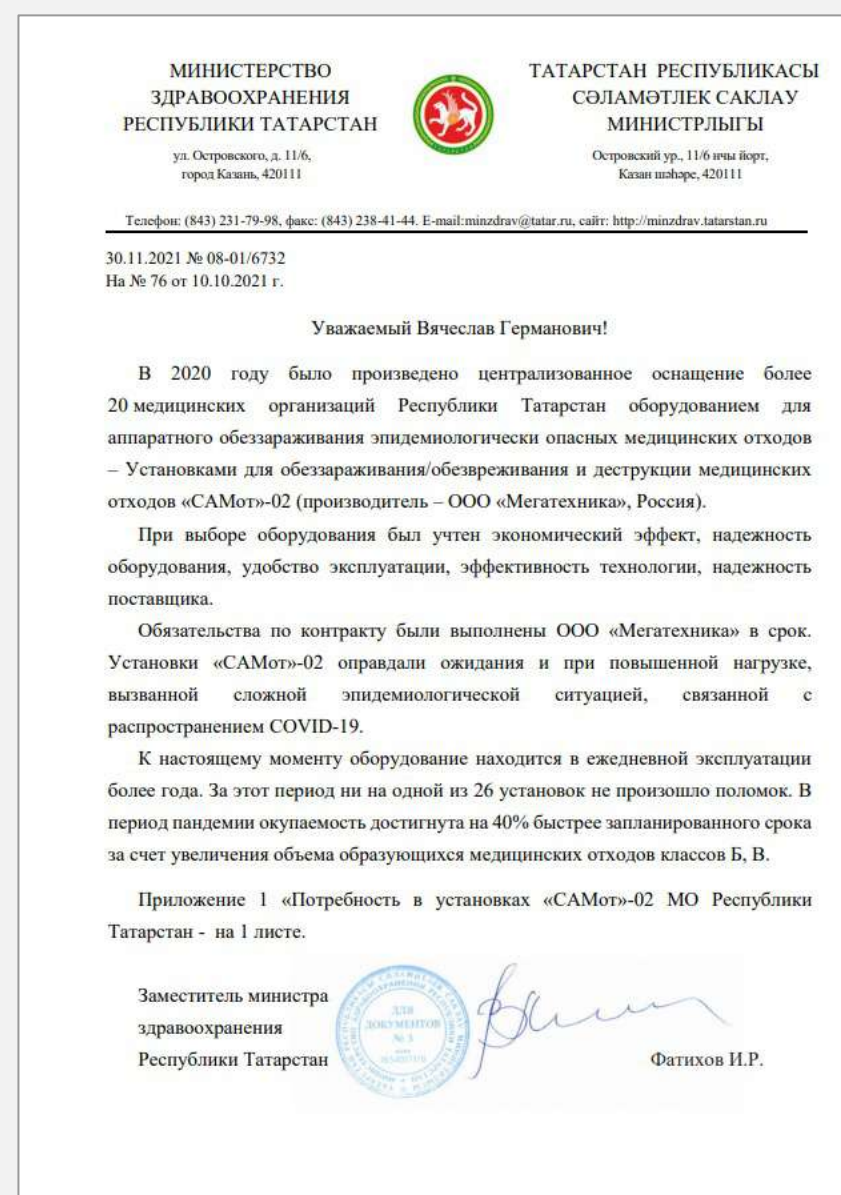 МИНИСТЕРСТВО
ЗДРАВООХРАНЕНИЯ
РЕСПУБЛИКИ ТАТАРСТАН
ул. Островского, д. 11/6,
город Казань, 420111
ТАТАРСТАН РЕСПУБЛИКАСЫ
СӘЛАМӘТЛЕК САКЛАУ
МИНИСТРЛЫГЫ
Островский ур., 11/6 нчы йорт,
Казан шәһәре, 420111
Телефон: (843) 231-79-98, факс: (843) 238-41-44. E-mail:minzdrav@tatar.ru, сайт: http://minzdrav.tatarstan.ru
30.11.2021 № 08-01/6732
На № 76 от 10.10.2021 г.
Уважаемый Вячеслав Германович!
В 2020 году было произведено централизованное оснащение более
20 медицинских организаций Республики Татарстан оборудованием для
аппаратного обеззараживания эпидемиологически опасных медицинских отходов
– Установками для обеззараживания/обезвреживания и деструкции медицинских
отходов «САМот»-02 (производитель – ООО «Мегатехника», Россия).
При выборе оборудования был учтен экономический эффект, надежность
оборудования, удобство эксплуатации, эффективность технологии, надежность
поставщика.
Обязательства по контракту были выполнены ООО «Мегатехника» в срок.
Установки «САМот»-02 оправдали ожидания и при повышенной нагрузке,
вызванной сложной эпидемиологической ситуацией, связанной с
распространением COVID-19.
К настоящему моменту оборудование находится в ежедневной эксплуатации
более года. За этот период ни на одной из 26 установок не произошло поломок. В
период пандемии окупаемость достигнута на 40% быстрее запланированного срока
за счет увеличения объема образующихся медицинских отходов классов Б, В.
Приложение 1 «Потребность в установках «САМот»-02 МО Республики
Татарстан - на 1 листе.
Заместитель министра
здравоохранения
Республики Татарстан
ДЛЯ
ДОКУМЕНТОВ
№ 3
Фатихов И.Р.